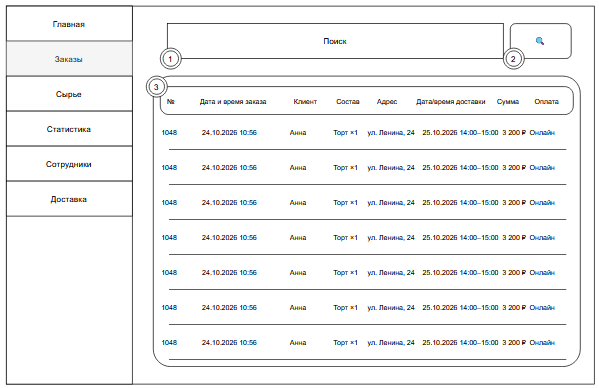 Главная
Заказы
Сырье
Статистика
Сотрудники
Доставка
Поиск
1
2
3
№ Дата и время заказа Клиент Состав Адрес Дата/время доставки Сумма Оплата
1048 24.10.2026 10:56 Анна Торт ×1 ул. Ленина, 24 25.10.2026 14:00–15:00 3 200 ₽ Онлайн
1048 24.10.2026 10:56 Анна Торт ×1 ул. Ленина, 24 25.10.2026 14:00–15:00 3 200 ₽ Онлайн
1048 24.10.2026 10:56 Анна Торт ×1 ул. Ленина, 24 25.10.2026 14:00–15:00 3 200 ₽ Онлайн
1048 24.10.2026 10:56 Анна Торт ×1 ул. Ленина, 24 25.10.2026 14:00–15:00 3 200 ₽ Онлайн
1048 24.10.2026 10:56 Анна Торт ×1 ул. Ленина, 24 25.10.2026 14:00–15:00 3 200 ₽ Онлайн
1048 24.10.2026 10:56 Анна Торт ×1 ул. Ленина, 24 25.10.2026 14:00–15:00 3 200 ₽ Онлайн
1048 24.10.2026 10:56 Анна Торт ×1 ул. Ленина, 24 25.10.2026 14:00–15:00 3 200 ₽ Онлайн